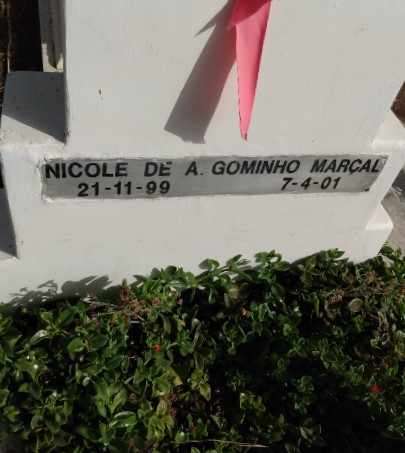 NICOLE DE A. GOMINHO MARÇAL
21-11-99 7-4-01